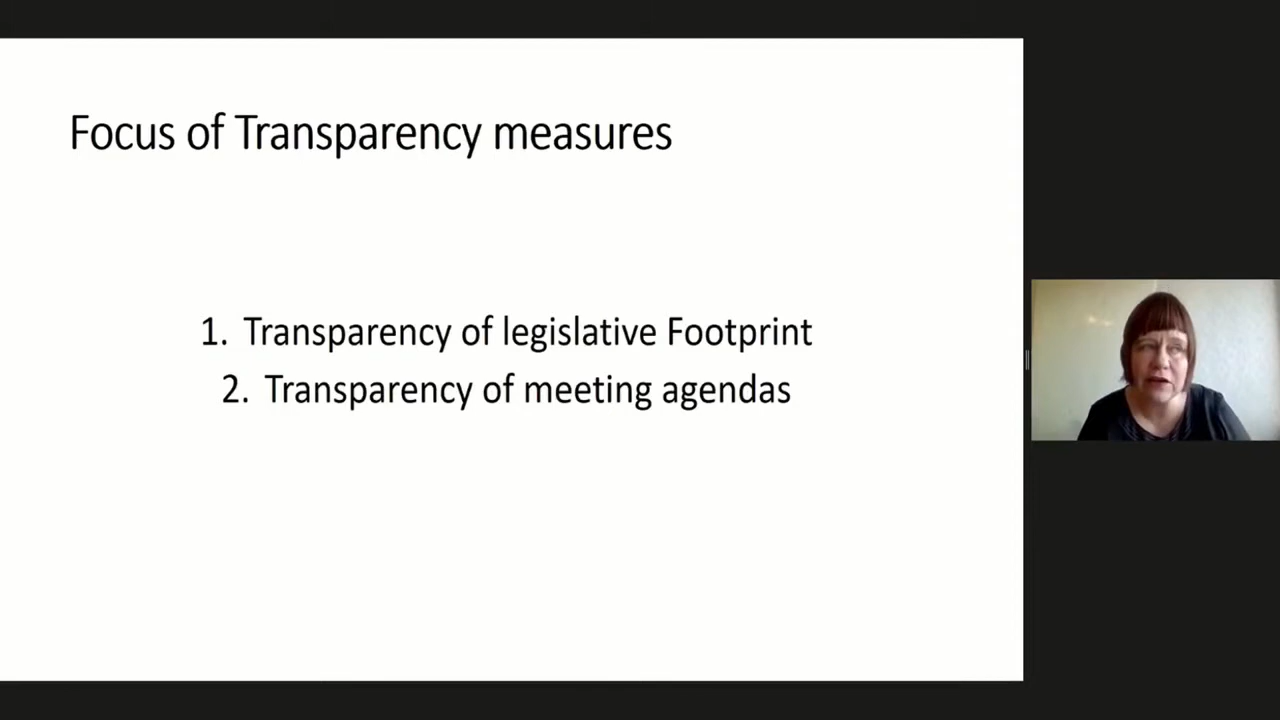 Focus of Transparency measures
1. Transparency of legislative Footprint
2. Transparency of meeting agendas